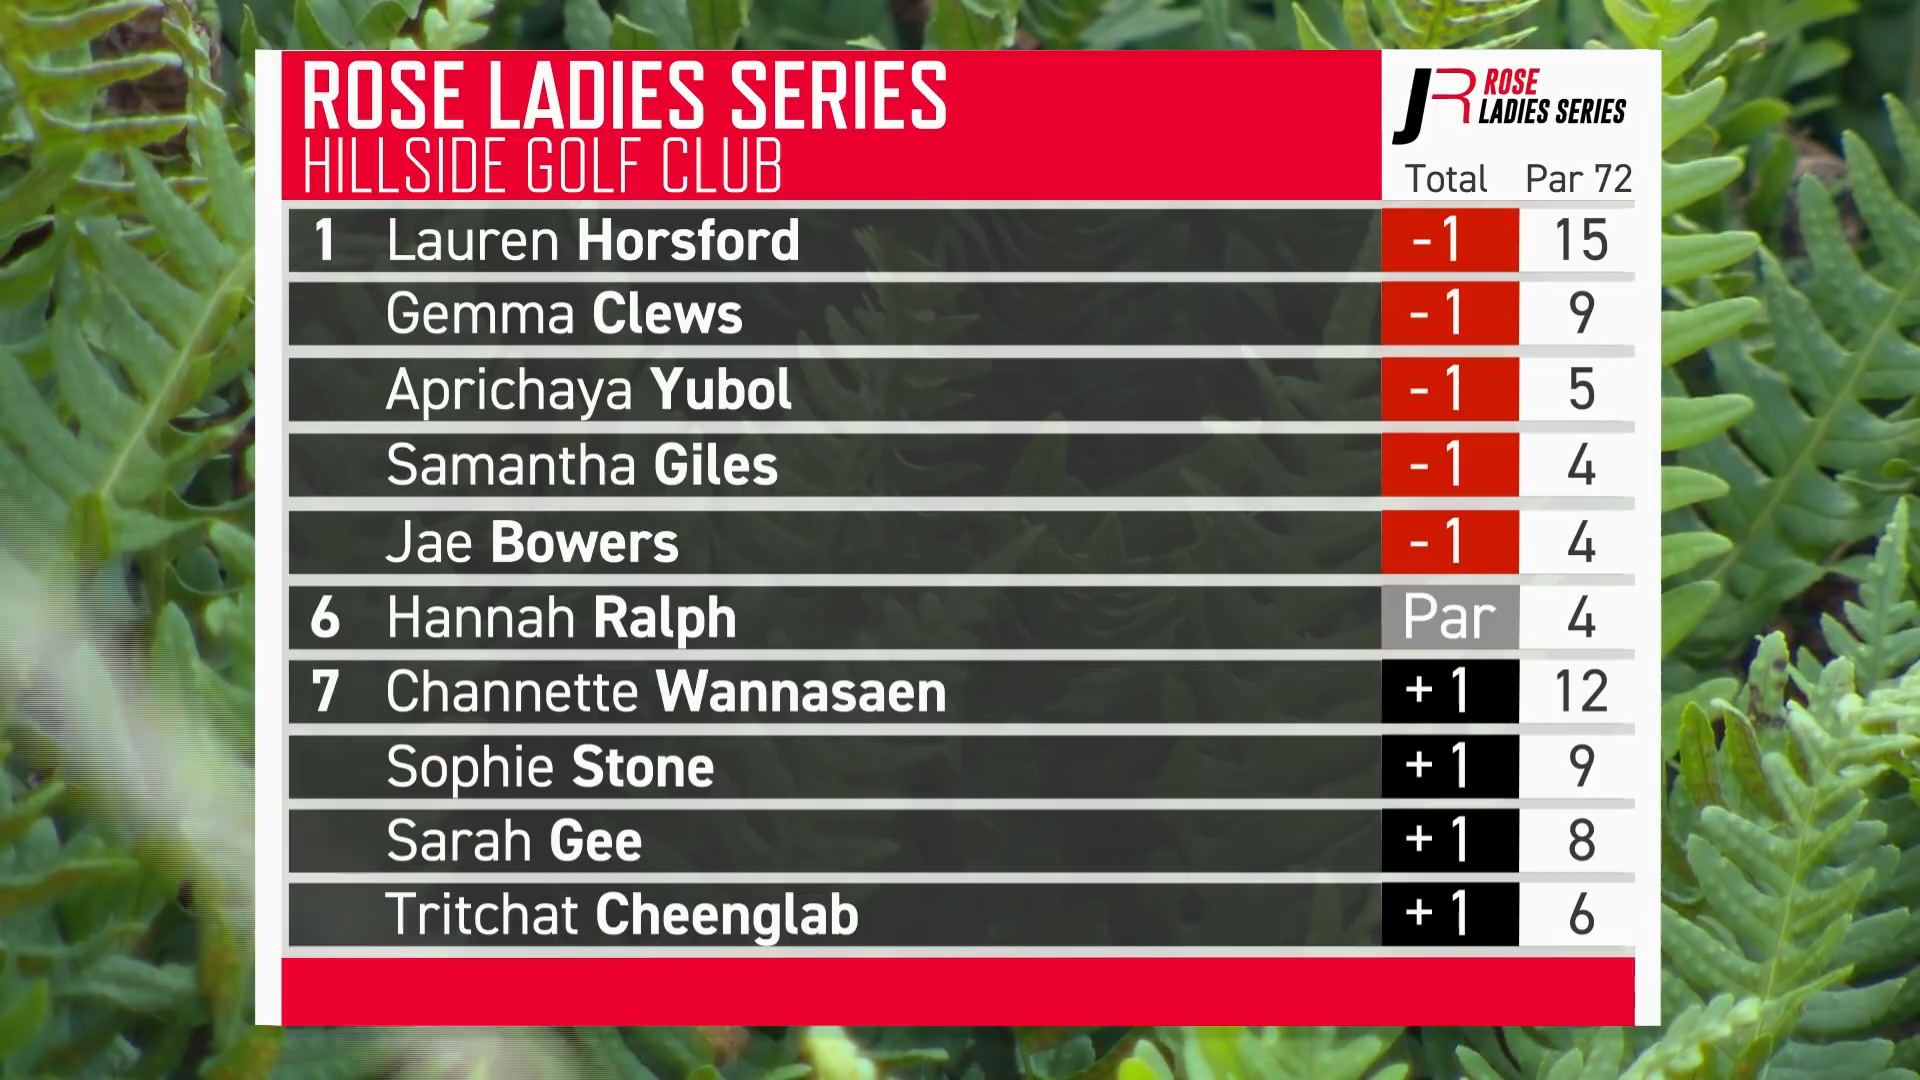 ROSE LADIES SERIES
HILLSIDE GOLF CLUB
JR ROSE
LADIES SERIES
Total Par 72
1 Lauren Horsford -1 15
Gemma Clews -1 9
Aprichaya Yubol -1 5
Samantha Giles -1 4
Jae Bowers -1 4
6 Hannah Ralph Par 4
7 Channette Wannasaen +1 12
Sophie Stone +1 9
Sarah Gee +1 8
Tritchat Cheenglab +1 6